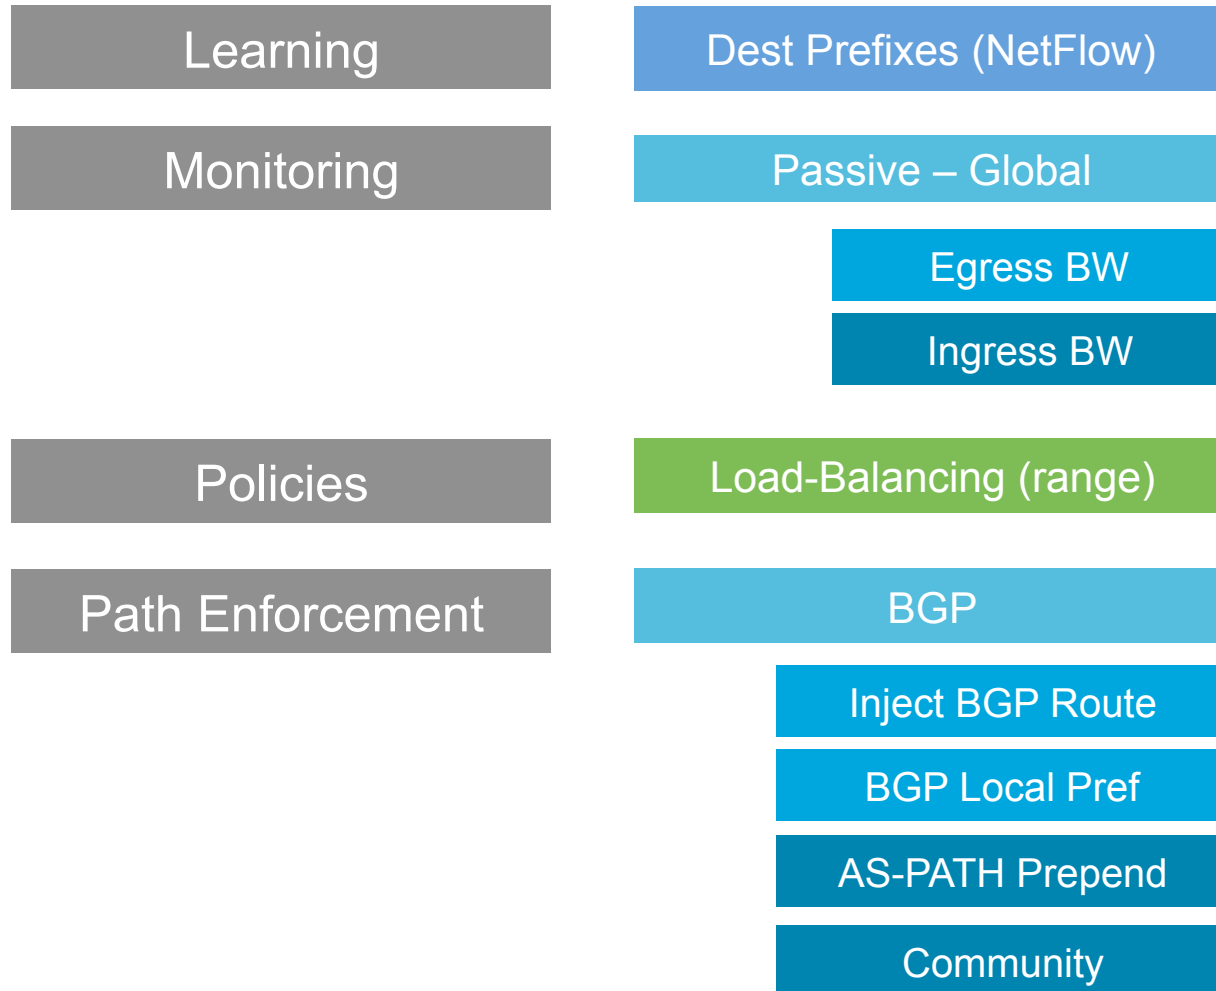 Learning
Dest Prefixes (NetFlow)
Monitoring
Passive – Global
Egress BW
Ingress BW
Policies
Load-Balancing (range)
Path Enforcement
BGP
Inject BGP Route
BGP Local Pref
AS-PATH Prepend
Community